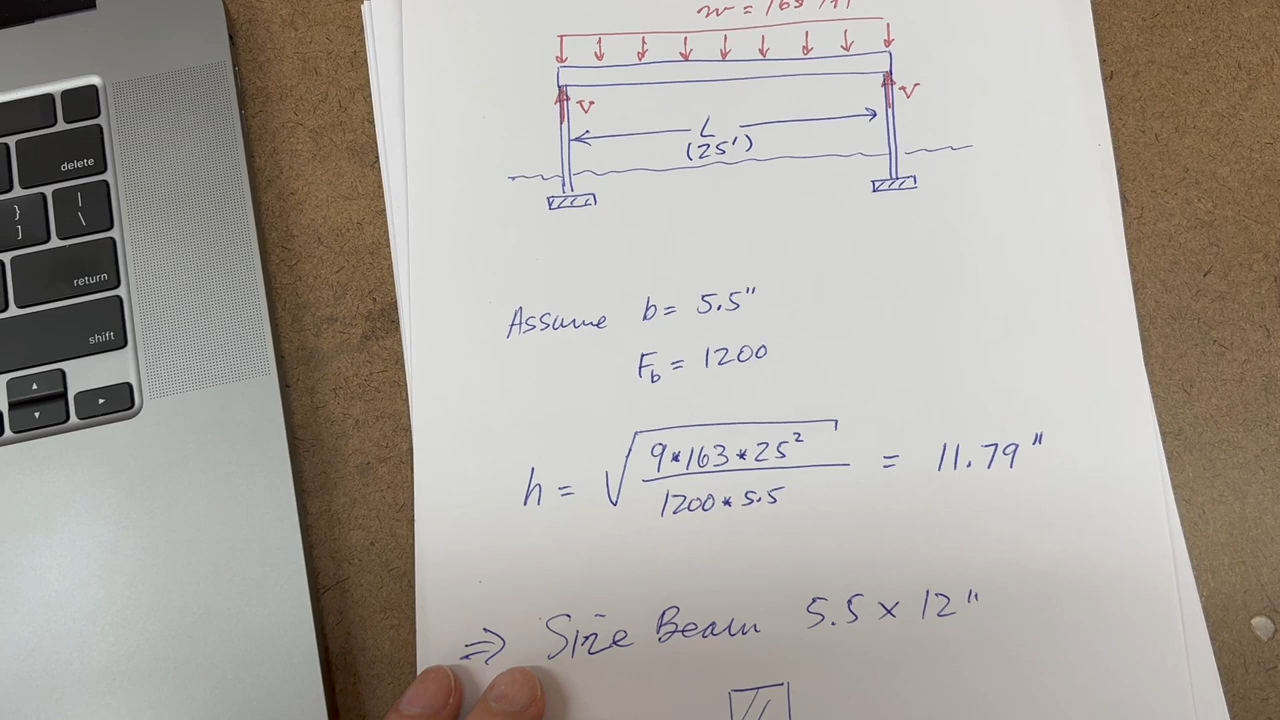 V
V
L
(25')
Assume b = 5.5"
F_b = 1200
h = √(9*163*25² / 1200*5.5) = 11.79"
⇒ Size Beam 5.5 x 12"
delete
}
]
|
\
return
shift